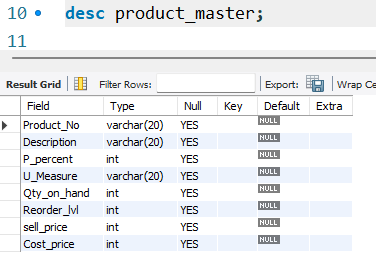 10 desc product_master;
11
Result Grid Filter Rows: Export: Wrap Ce
Field Type Null Key Default Extra
Product_No varchar(20) YES NULL
Description varchar(20) YES NULL
P_percent int YES NULL
U_Measure varchar(20) YES NULL
Qty_on_hand int YES NULL
Reorder_lvl int YES NULL
sell_price int YES NULL
Cost_price int YES NULL